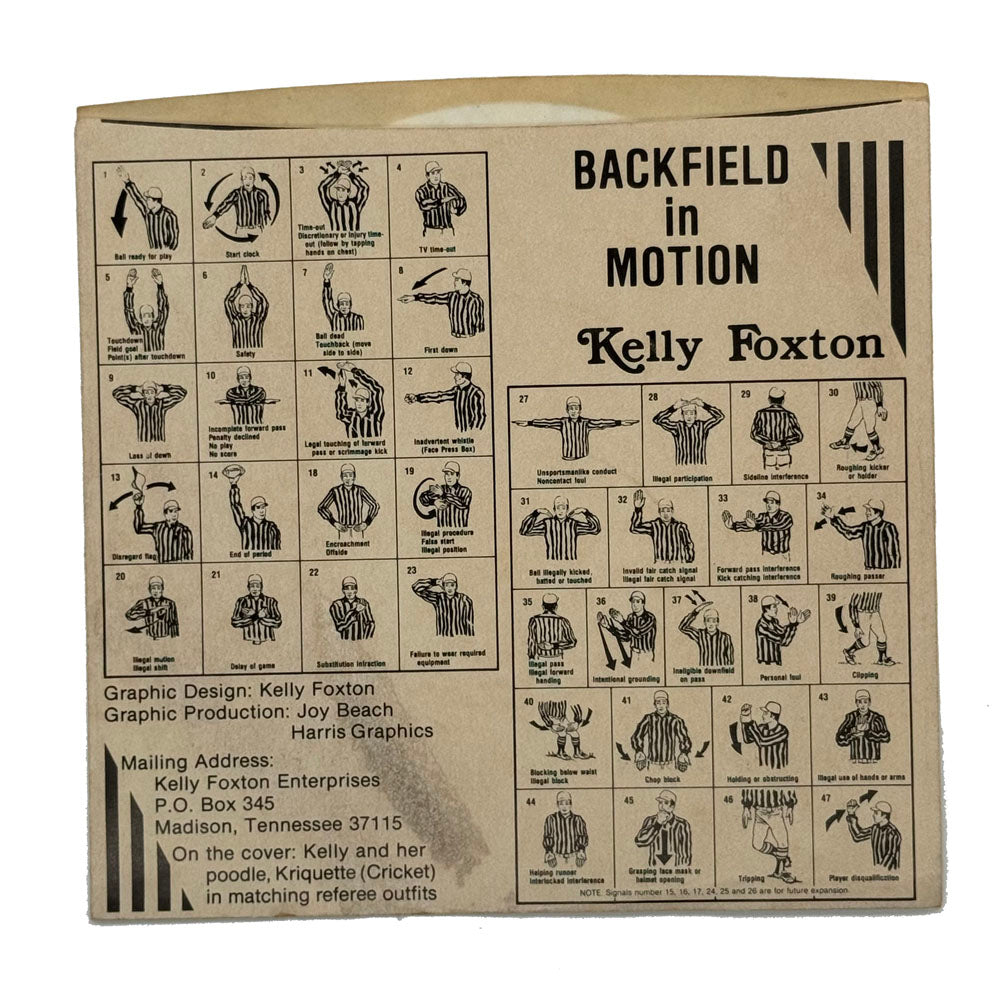 BACKFIELD
in
MOTION
Kelly Foxton
1
Ball ready for play
2
Start clock
3
Time-out
Discretionary or injury time-
out (follow by tapping
hands on chest)
4
TV time-out
5
Touchdown
Field goal
Point(s) after touchdown
6
Safety
7
Ball dead
Touchback (move
side to side)
8
First down
9
Loss of down
10
Incomplete forward pass
Penalty declined
No play
No score
11
Legal touching of forward
pass or scrimmage kick
12
Inadvertent whistle
(Face Press Box)
13
Disregard flag
14
End of period
18
Encroachment
Offside
19
Illegal procedure
False start
Illegal position
20
Illegal motion
Illegal shift
21
Delay of game
22
Substitution infraction
23
Failure to wear required
equipment
27
Unsportsmanlike conduct
Noncontact foul
28
Illegal participation
29
Sideline interference
30
Roughing kicker
or holder
31
Ball illegally kicked,
batted or touched
32
Invalid fair catch signal
Illegal fair catch signal
33
Forward pass interference
Kick catching interference
34
Roughing passer
35
Illegal pass
Illegal forward
handing
36
Intentional grounding
37
Ineligible downfield
on pass
38
Personal foul
39
Clipping
40
Blocking below waist
Illegal block
41
Chop block
42
Holding or obstructing
43
Illegal use of hands or arms
44
Helping runner
Interlocked interference
45
Grasping face mask or
helmet opening
46
Tripping
47
Player disqualification
NOTE: Signals number 15, 16, 17, 24, 25 and 26 are for future expansion.
Graphic Design: Kelly Foxton
Graphic Production: Joy Beach
Harris Graphics
Mailing Address:
Kelly Foxton Enterprises
P.O. Box 345
Madison, Tennessee 37115
On the cover: Kelly and her
poodle, Kriquette (Cricket)
in matching referee outfits